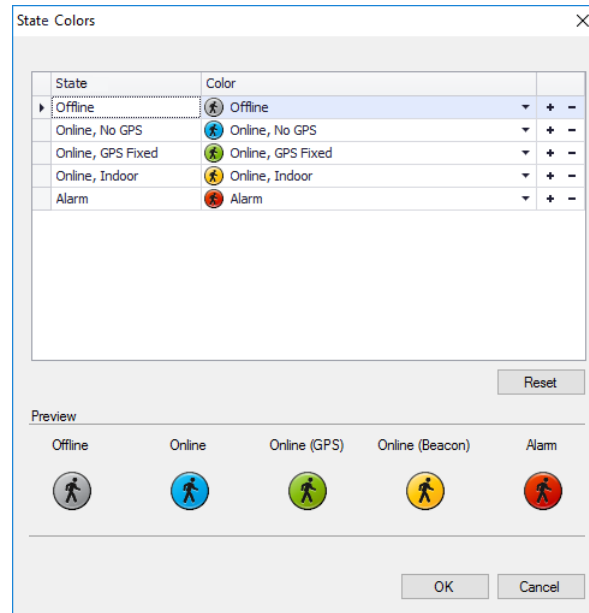 State Colors
State Color
Offline Offline
Online, No GPS Online, No GPS
Online, GPS Fixed Online, GPS Fixed
Online, Indoor Online, Indoor
Alarm Alarm
Reset
Preview
Offline Online Online (GPS) Online (Beacon) Alarm
OK Cancel